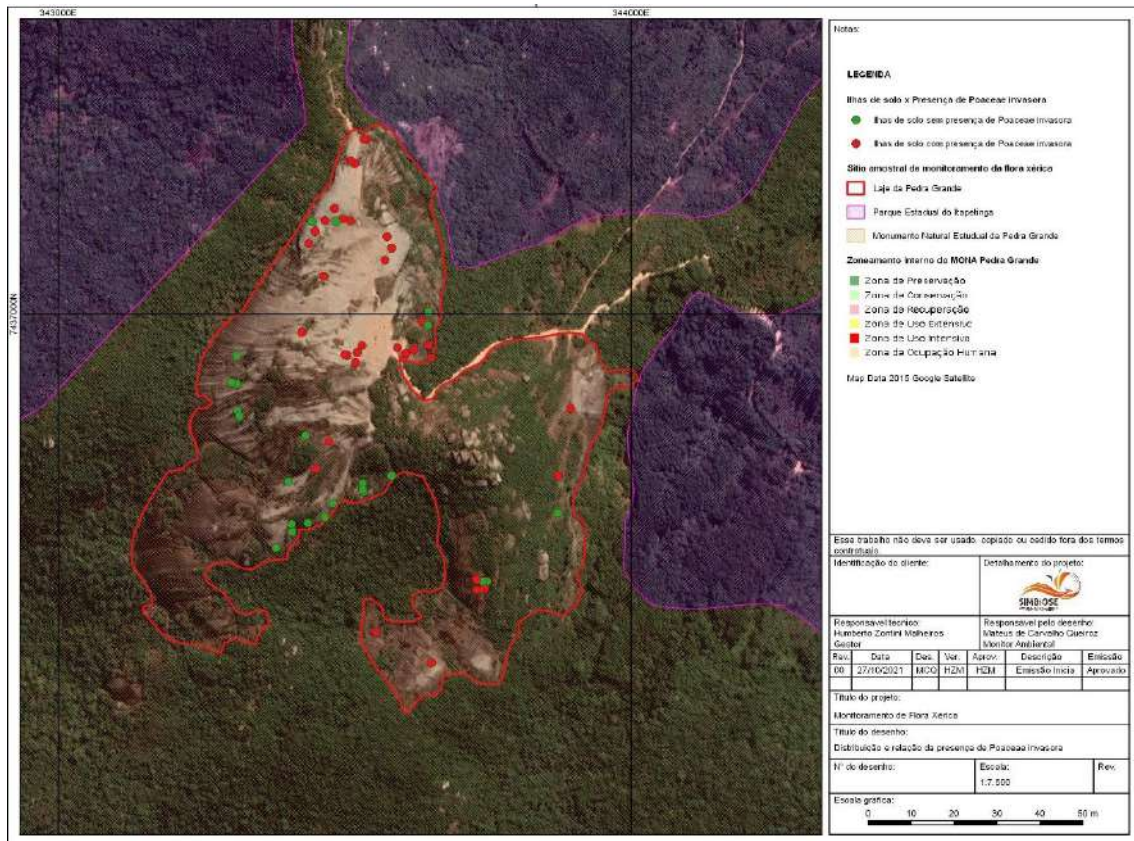 343000E
344000E
7437000N
Notas:
LEGENDA
Ilhas de solo x Presença de Poaceae invasora
Ilhas de solo sem presença de Poaceae invasora
Ilhas de solo com presença de Poaceae invasora
Sítio amostral de monitoramento da flora xérica
Laje da Pedra Grande
Parque Estadual do Itapetinga
Monumento Natural Estadual da Pedra Grande
Zoneamento interno do MONA Pedra Grande
Zona de Preservação
Zona de Conservação
Zona de Recuperação
Zona de Uso Extensivo
Zona de Uso Intensivo
Zona de Ocupação Humana
Map Data 2015 Google Satellite
Esse trabalho não deve ser usado, copiado ou cedido fora dos termos
contratuais
Identificação do cliente:
Detalhamento do projeto:
SIMBIOSE
Responsavel tecnico:
Humberto Zontini Malheiros
Gestor
Responsavel pelo desenho:
Mateus de Carvalho Queiroz
Monitor Ambiental
Rev. Data Des. Ver. Aprov. Descrição Emissão
00 27/10/2021 MCQ HZM HZM Emissão Inicia Aprovado
Título do projeto:
Monitoramento de Flora Xérica
Título do desenho:
Distribuição e relação da presença de Poaceae invasora
N° do desenho:
Escala:
1:7.500
Rev.
Escala gráfica:
0 10 20 30 40 50 m